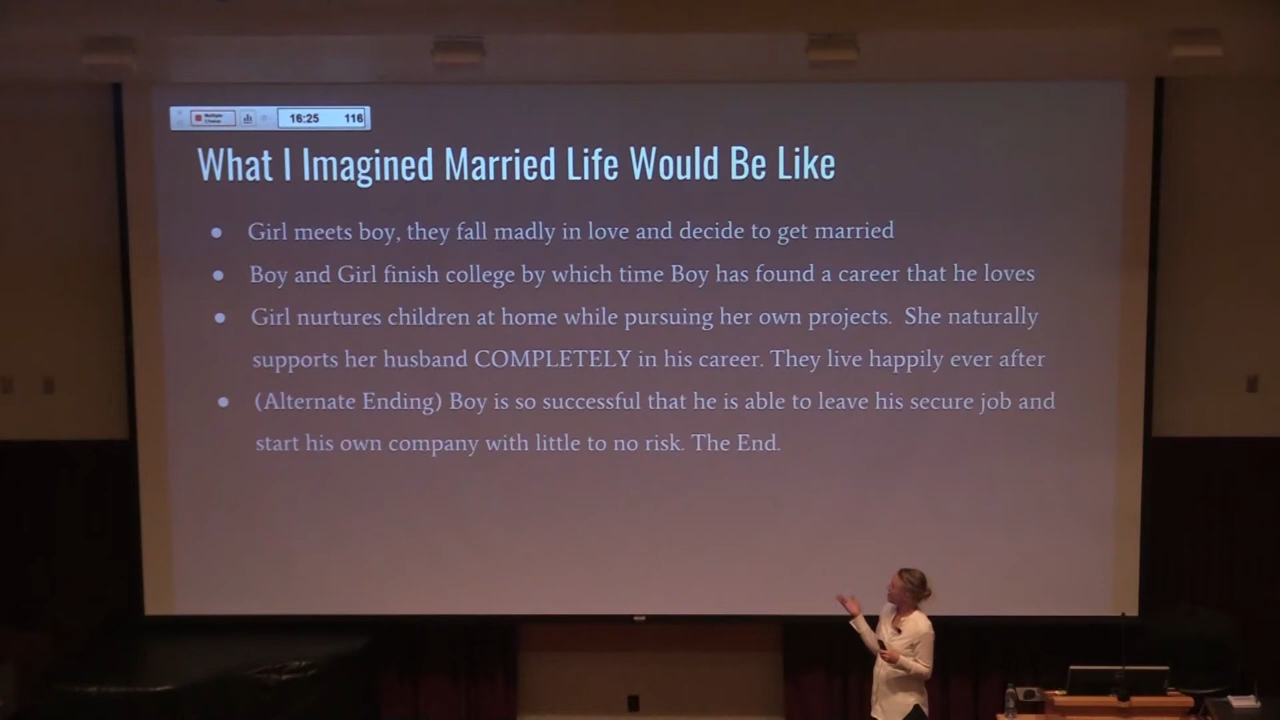 Multiple
Choice
16:25 116
What I Imagined Married Life Would Be Like
● Girl meets boy, they fall madly in love and decide to get married
● Boy and Girl finish college by which time Boy has found a career that he loves
● Girl nurtures children at home while pursuing her own projects. She naturally
supports her husband COMPLETELY in his career. They live happily ever after
● (Alternate Ending) Boy is so successful that he is able to leave his secure job and
start his own company with little to no risk. The End.